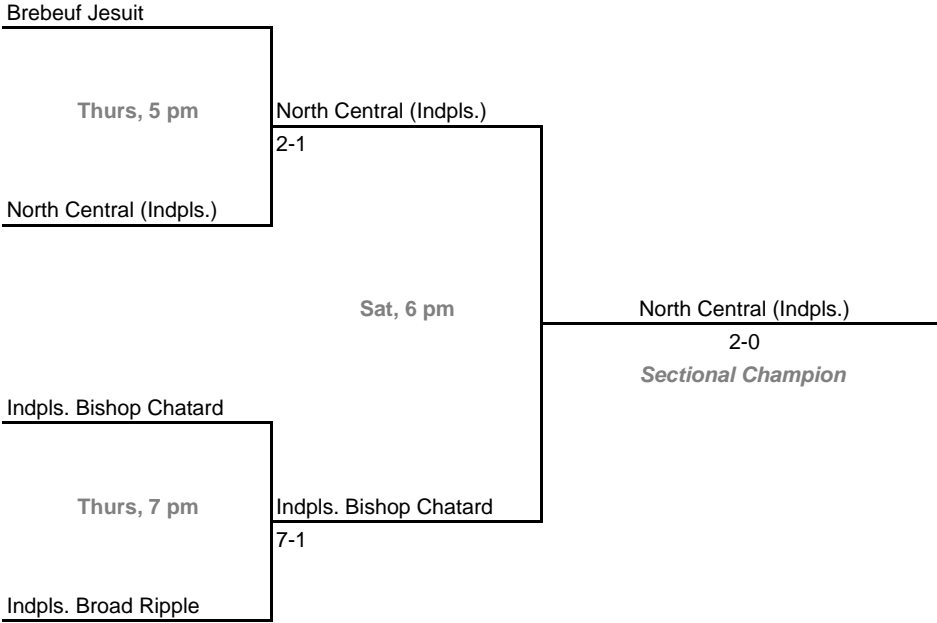 Brebeuf Jesuit
Thurs, 5 pm
North Central (Indpls.)
2-1
North Central (Indpls.)
Sat, 6 pm
North Central (Indpls.)
2-0
Sectional Champion
Indpls. Bishop Chatard
Thurs, 7 pm
Indpls. Bishop Chatard
7-1
Indpls. Broad Ripple